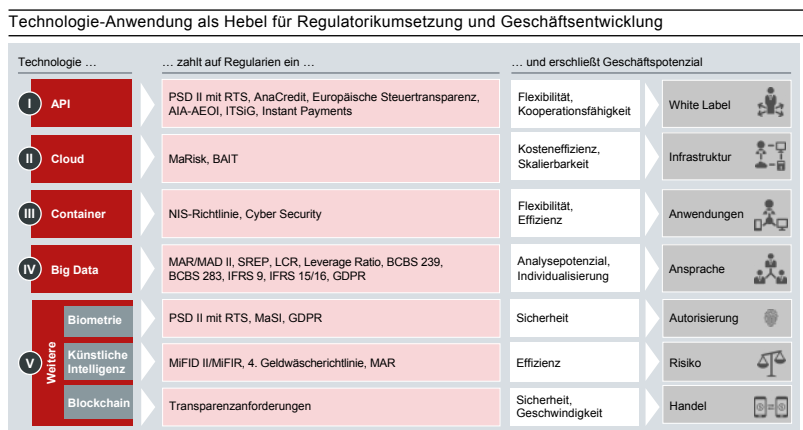 Technologie-Anwendung als Hebel für Regulatorikumsetzung und Geschäftsentwicklung
Technologie …
… zahlt auf Regularien ein …
… und erschließt Geschäftspotenzial
I
API
PSD II mit RTS, AnaCredit, Europäische Steuertransparenz,
AIA-AEOI, ITSiG, Instant Payments
Flexibilität,
Kooperationsfähigkeit
White Label
II
Cloud
MaRisk, BAIT
Kosteneffizienz,
Skalierbarkeit
Infrastruktur
III
Container
NIS-Richtlinie, Cyber Security
Flexibilität,
Effizienz
Anwendungen
IV
Big Data
MAR/MAD II, SREP, LCR, Leverage Ratio, BCBS 239,
BCBS 283, IFRS 9, IFRS 15/16, GDPR
Analysepotenzial,
Individualisierung
Ansprache
V
Weitere
Biometrie
PSD II mit RTS, MaSI, GDPR
Sicherheit
Autorisierung
Künstliche
Intelligenz
MiFID II/MiFIR, 4. Geldwäscherichtlinie, MAR
Effizienz
Risiko
Blockchain
Transparenzanforderungen
Sicherheit,
Geschwindigkeit
Handel